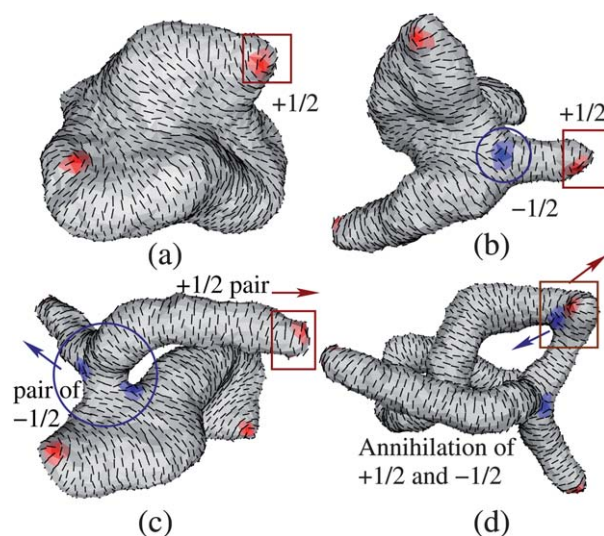 +1/2
(a)
+1/2
−1/2
(b)
+1/2 pair
pair of
−1/2
(c)
Annihilation of
+1/2 and −1/2
(d)